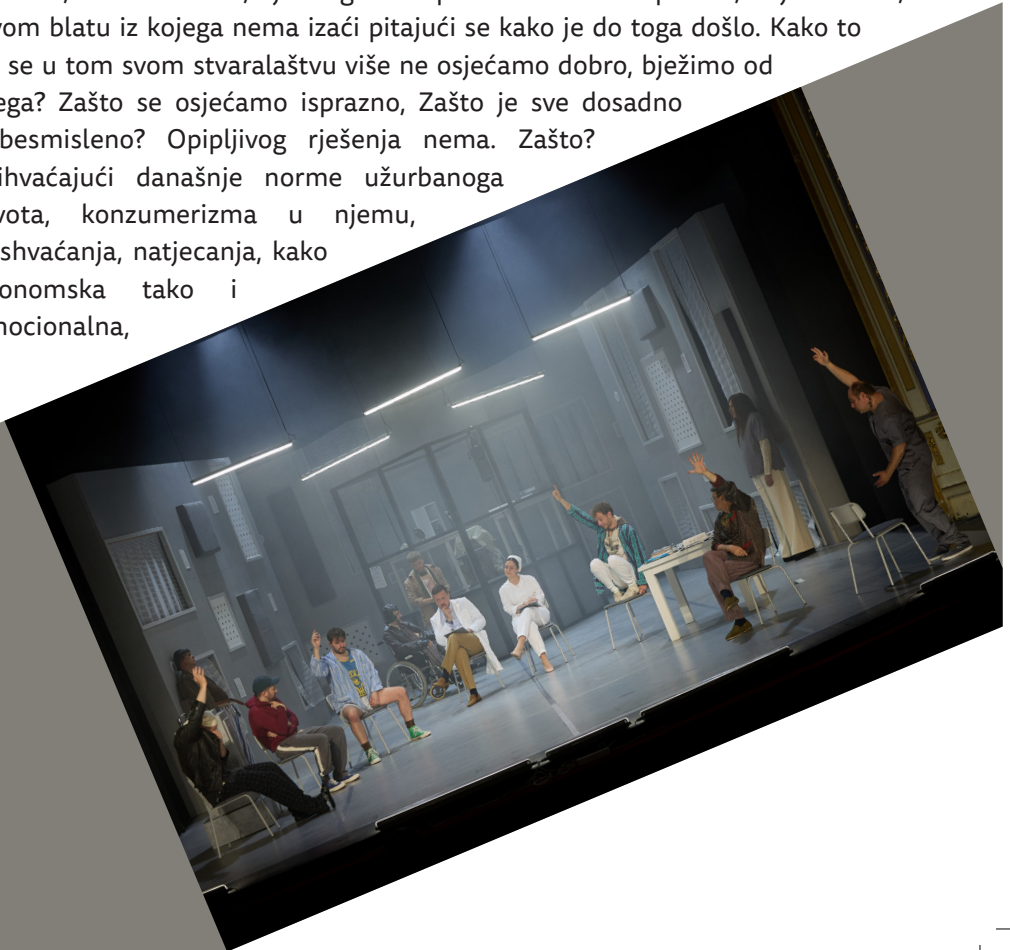 vom blatu iz kojega nema izaći pitajući se kako je do toga došlo. Kako to
se u tom svom stvaralaštvu više ne osjećamo dobro, bježimo od
ega? Zašto se osjećamo isprazno, Zašto je sve dosadno
besmisleno? Opipljivog rješenja nema. Zašto?
ihvaćajući današnje norme užurbanoga
vota, konzumerizma u njemu,
shvaćanja, natjecanja, kako
onomska tako i
nocionalna,